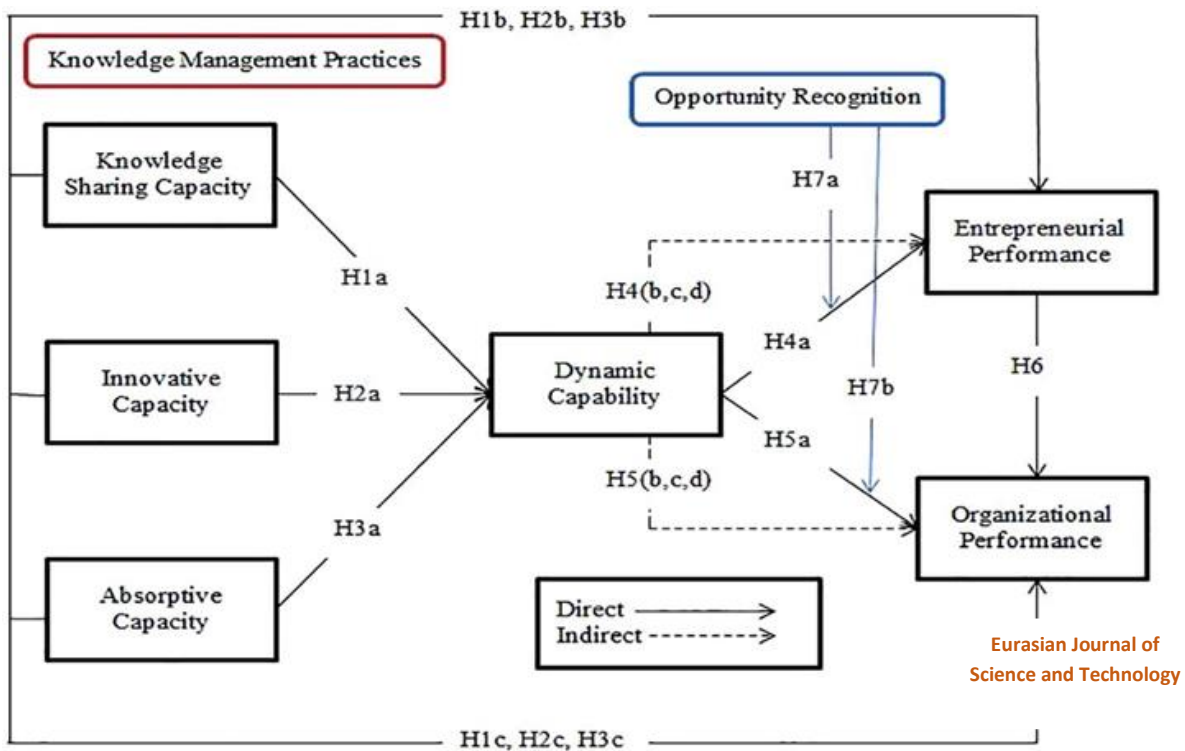 H1b, H2b, H3b
Knowledge Management Practices
Opportunity Recognition
Knowledge
Sharing Capacity
H7a
Entrepreneurial
Performance
H1a
H4(b,c,d)
H4a
Innovative
Capacity
H2a
Dynamic
Capability
H7b
H6
H5a
H5(b,c,d)
H3a
Organizational
Performance
Absorptive
Capacity
Direct
Indirect
Eurasian Journal of
Science and Technology
H1c, H2c, H3c